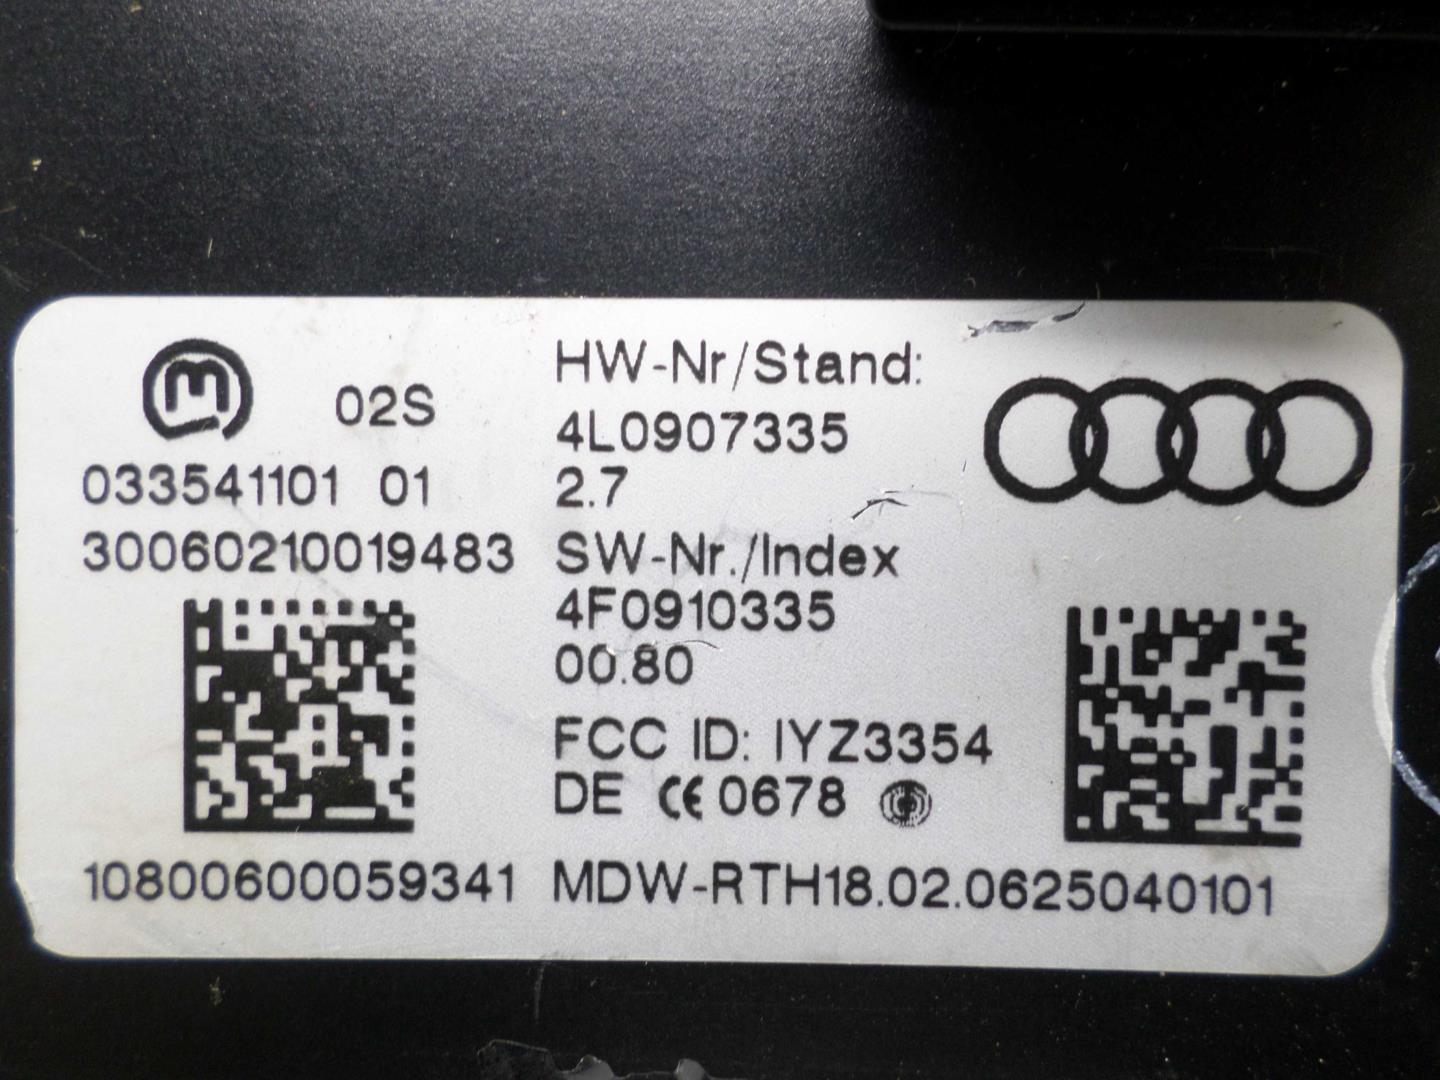 02S
033541101 01
30060210019483
10800600059341
HW-Nr/Stand:
4L0907335
2.7
SW-Nr./Index
4F0910335
00.80
FCC ID: IYZ3354
DE CE 0678
MDW-RTH18.02.0625040101